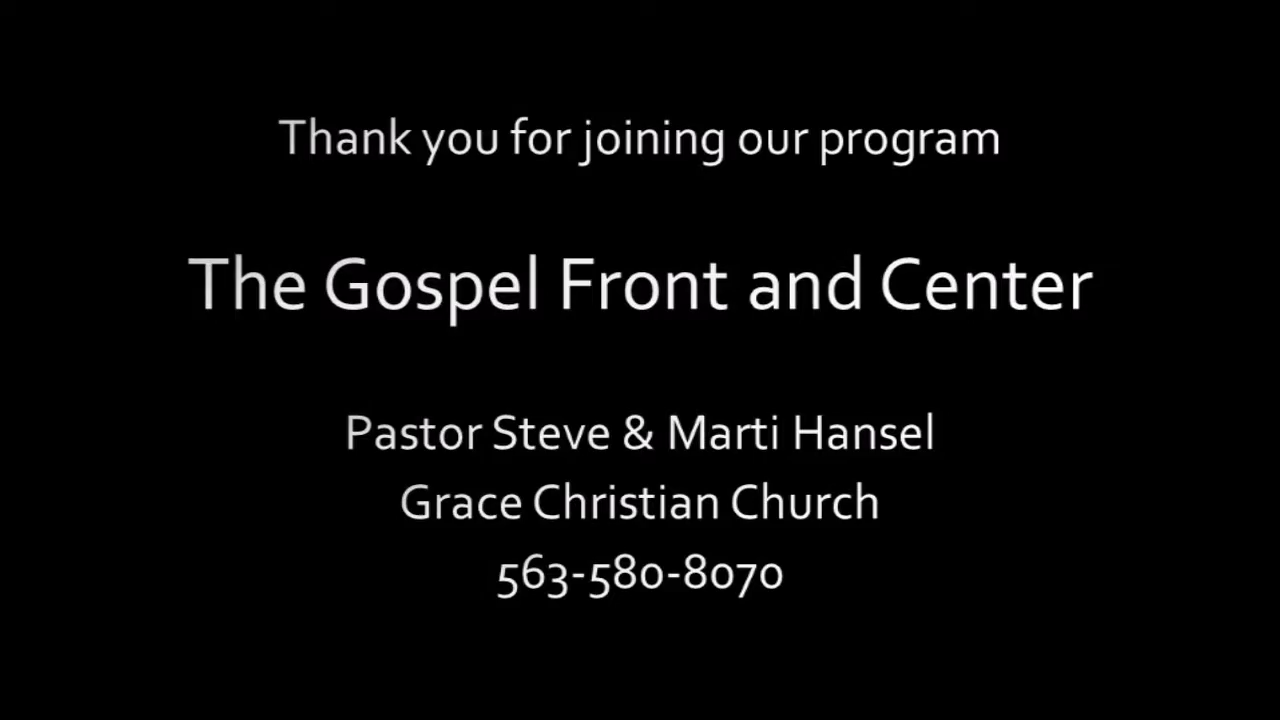 Thank you for joining our program
The Gospel Front and Center
Pastor Steve & Marti Hansel
Grace Christian Church
563-580-8070